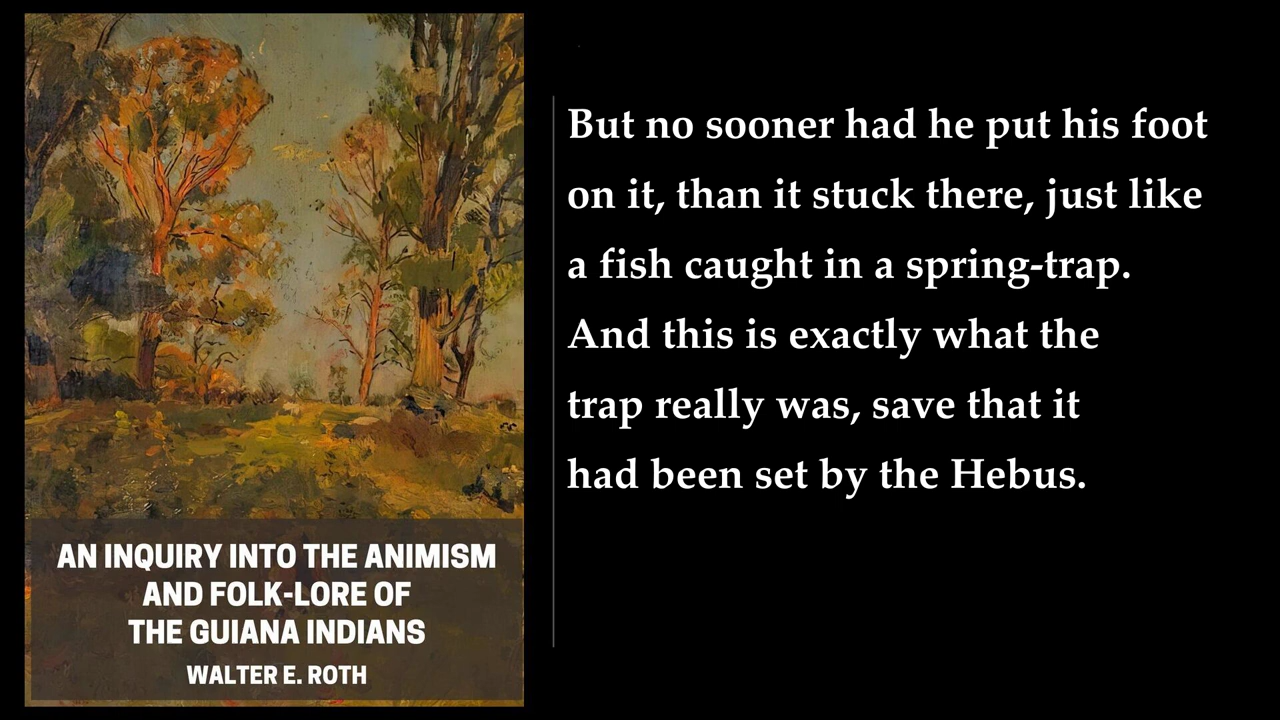 But no sooner had he put his foot
on it, than it stuck there, just like
a fish caught in a spring-trap.
And this is exactly what the
trap really was, save that it
had been set by the Hebus.
AN INQUIRY INTO THE ANIMISM
AND FOLK-LORE OF
THE GUIANA INDIANS
WALTER E. ROTH